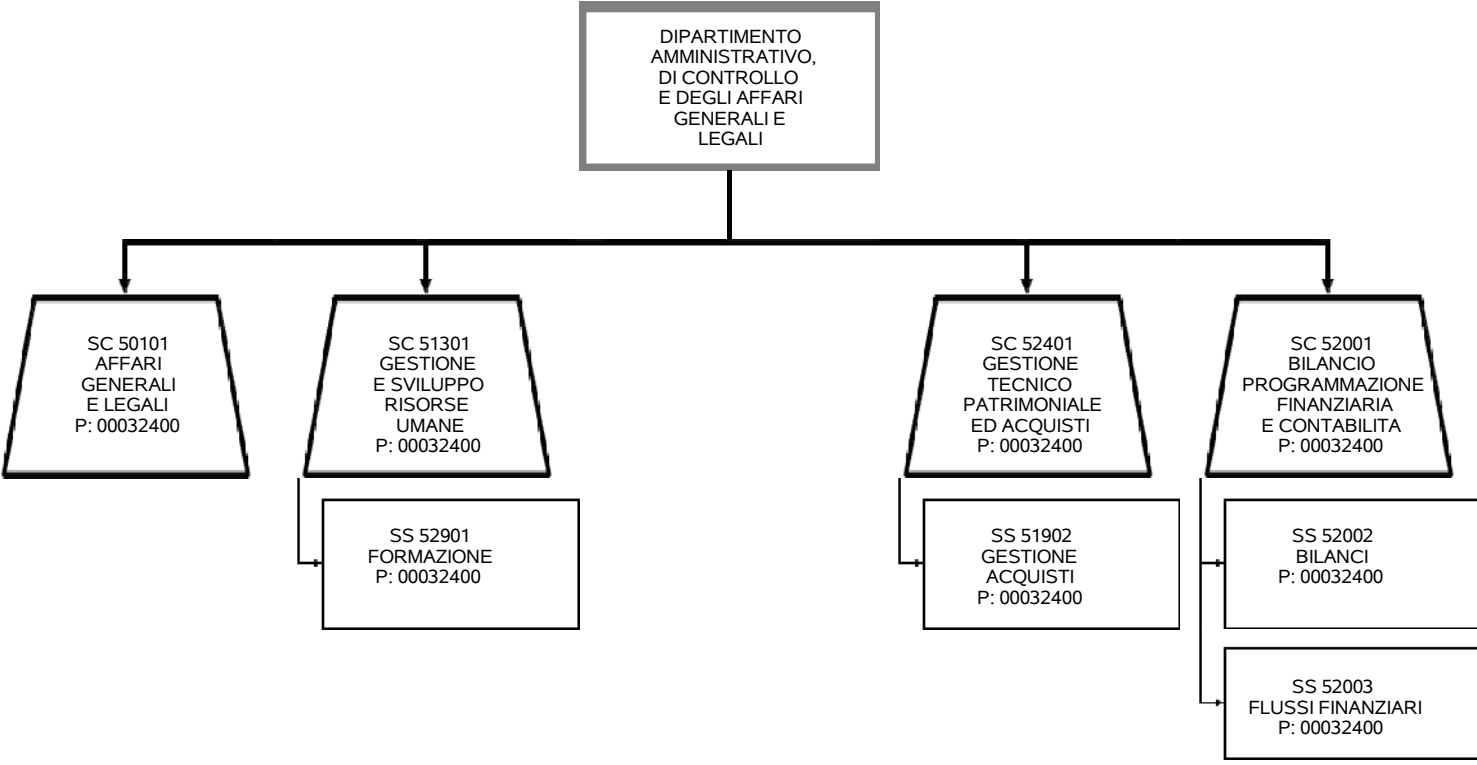 DIPARTIMENTO
AMMINISTRATIVO,
DI CONTROLLO
E DEGLI AFFARI
GENERALI E
LEGALI
SC 50101
AFFARI
GENERALI
E LEGALI
P: 00032400
SC 51301
GESTIONE
E SVILUPPO
RISORSE
UMANE
P: 00032400
SC 52401
GESTIONE
TECNICO
PATRIMONIALE
ED ACQUISTI
P: 00032400
SC 52001
BILANCIO
PROGRAMMAZIONE
FINANZIARIA
E CONTABILITA
P: 00032400
SS 52901
FORMAZIONE
P: 00032400
SS 51902
GESTIONE
ACQUISTI
P: 00032400
SS 52002
BILANCI
P: 00032400
SS 52003
FLUSSI FINANZIARI
P: 00032400